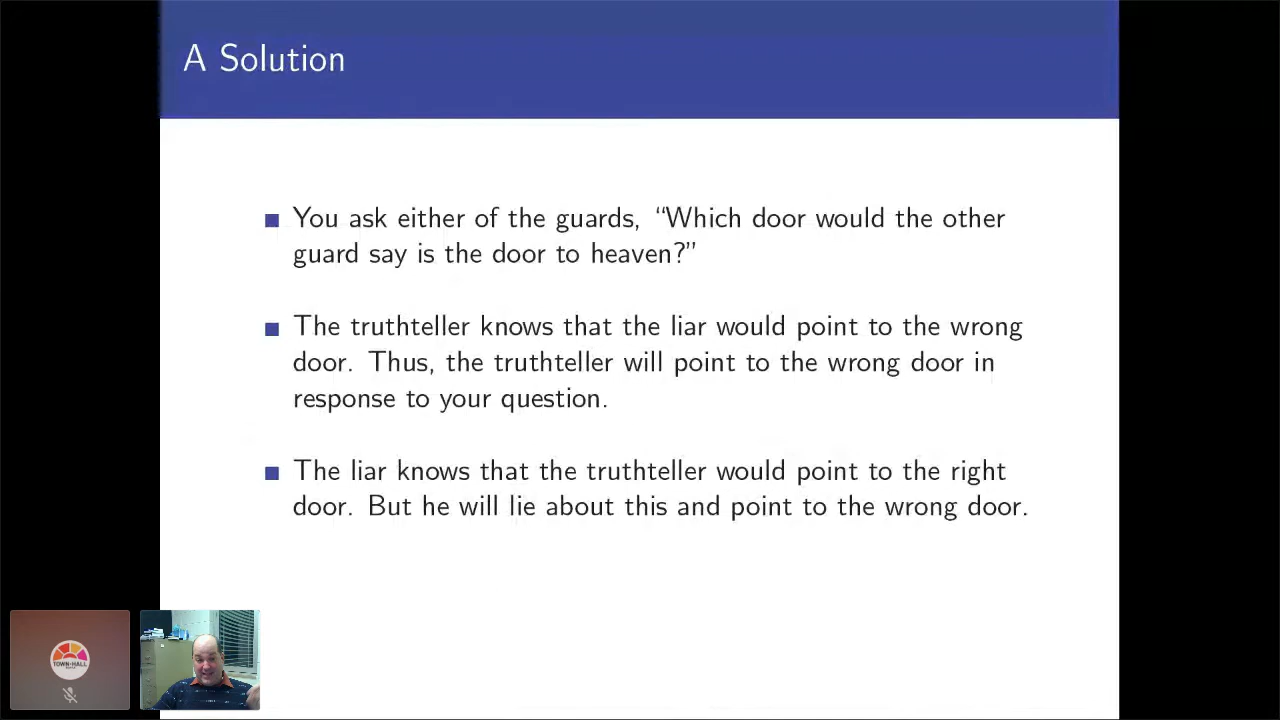 A Solution
You ask either of the guards, “Which door would the other
guard say is the door to heaven?”
The truthteller knows that the liar would point to the wrong
door. Thus, the truthteller will point to the wrong door in
response to your question.
The liar knows that the truthteller would point to the right
door. But he will lie about this and point to the wrong door.
TOWN HALL